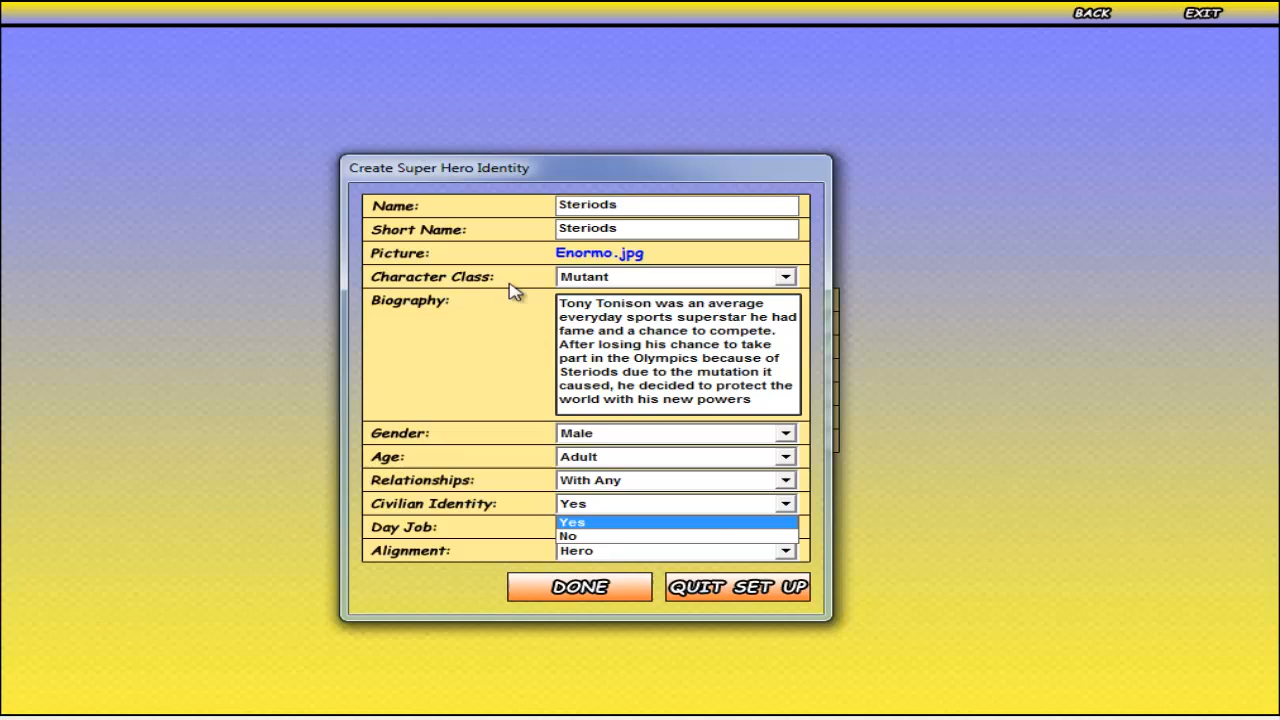 BACK EXIT
Create Super Hero Identity
Name: Steriods
Short Name: Steriods
Picture: Enormo.jpg
Character Class: Mutant
Biography: Tony Tonison was an average
everyday sports superstar he had
fame and a chance to compete.
After losing his chance to take
part in the Olympics because of
Steriods due to the mutation it
caused, he decided to protect the
world with his new powers
Gender: Male
Age: Adult
Relationships: With Any
Civilian Identity: Yes
Day Job: Yes
No
Alignment: Hero
DONE QUIT SET UP